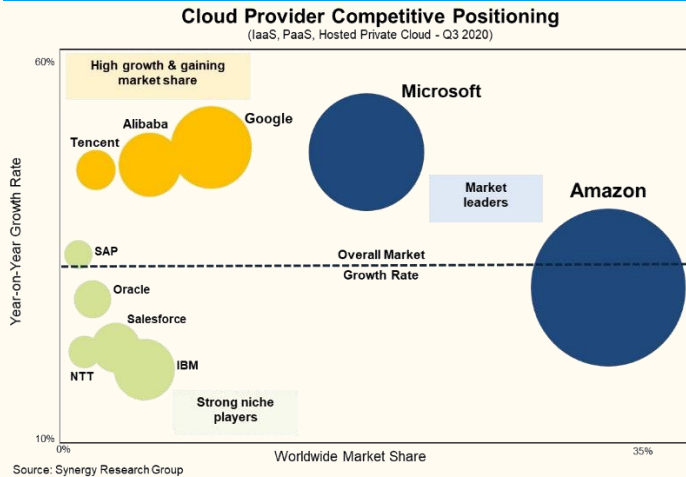 Cloud Provider Competitive Positioning
(IaaS, PaaS, Hosted Private Cloud - Q3 2020)
60%
High growth & gaining
market share
Microsoft
Google
Alibaba
Tencent
Market
leaders
Amazon
Year-on-Year Growth Rate
SAP
Overall Market
Growth Rate
Oracle
Salesforce
IBM
NTT
Strong niche
players
10%
0%
Worldwide Market Share
35%
Source: Synergy Research Group